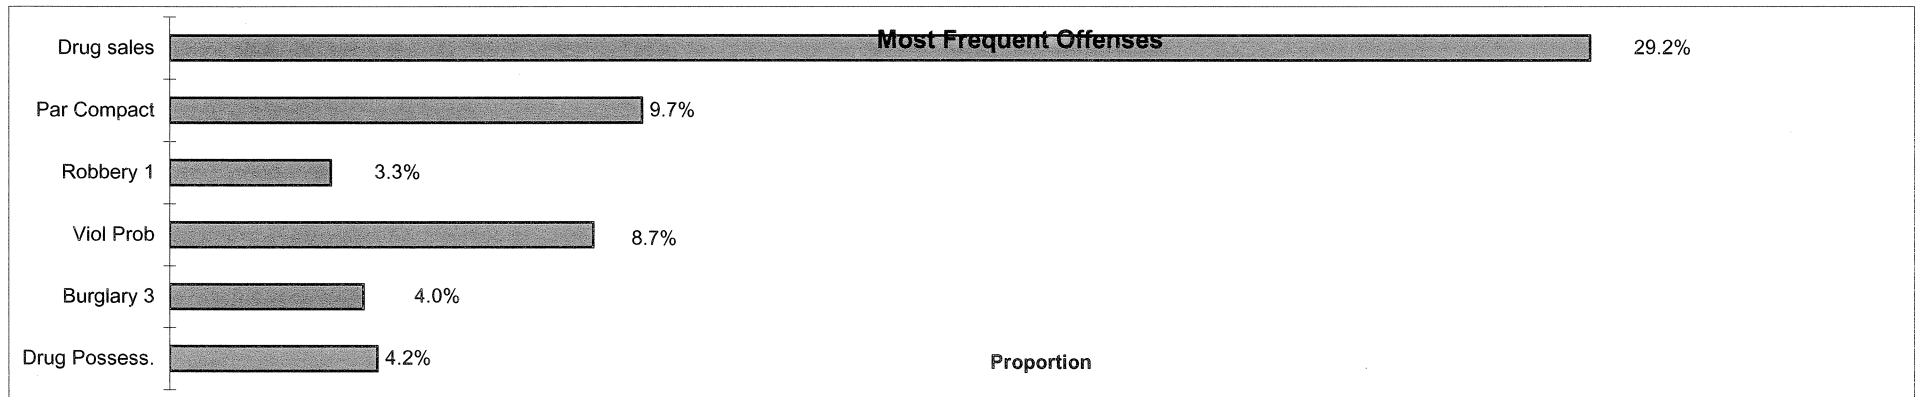 Most Frequent Offenses
Drug sales 29.2%
Par Compact 9.7%
Robbery 1 3.3%
Viol Prob 8.7%
Burglary 3 4.0%
Drug Possess. 4.2%
Proportion